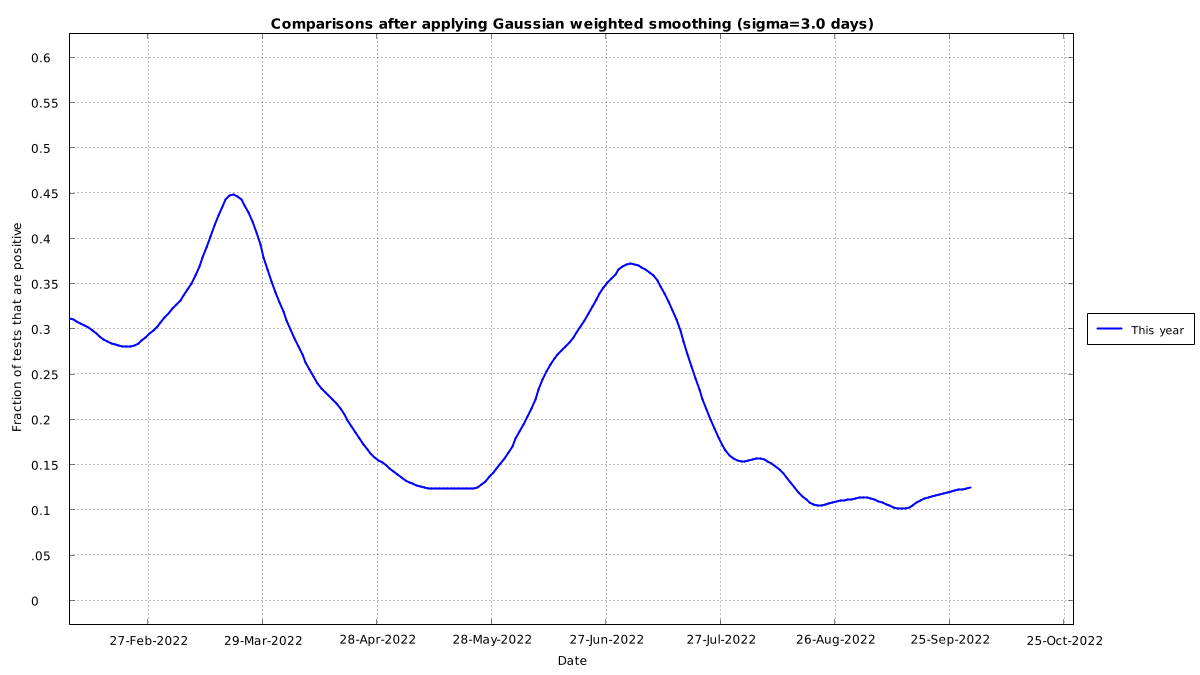 Comparisons after applying Gaussian weighted smoothing (sigma=3.0 days)
0.6
0.55
0.5
0.45
0.4
0.35
0.3
0.25
0.2
0.15
0.1
.05
0
Fraction of tests that are positive
27-Feb-2022 29-Mar-2022 28-Apr-2022 28-May-2022 27-Jun-2022 27-Jul-2022 26-Aug-2022 25-Sep-2022 25-Oct-2022
Date
This year